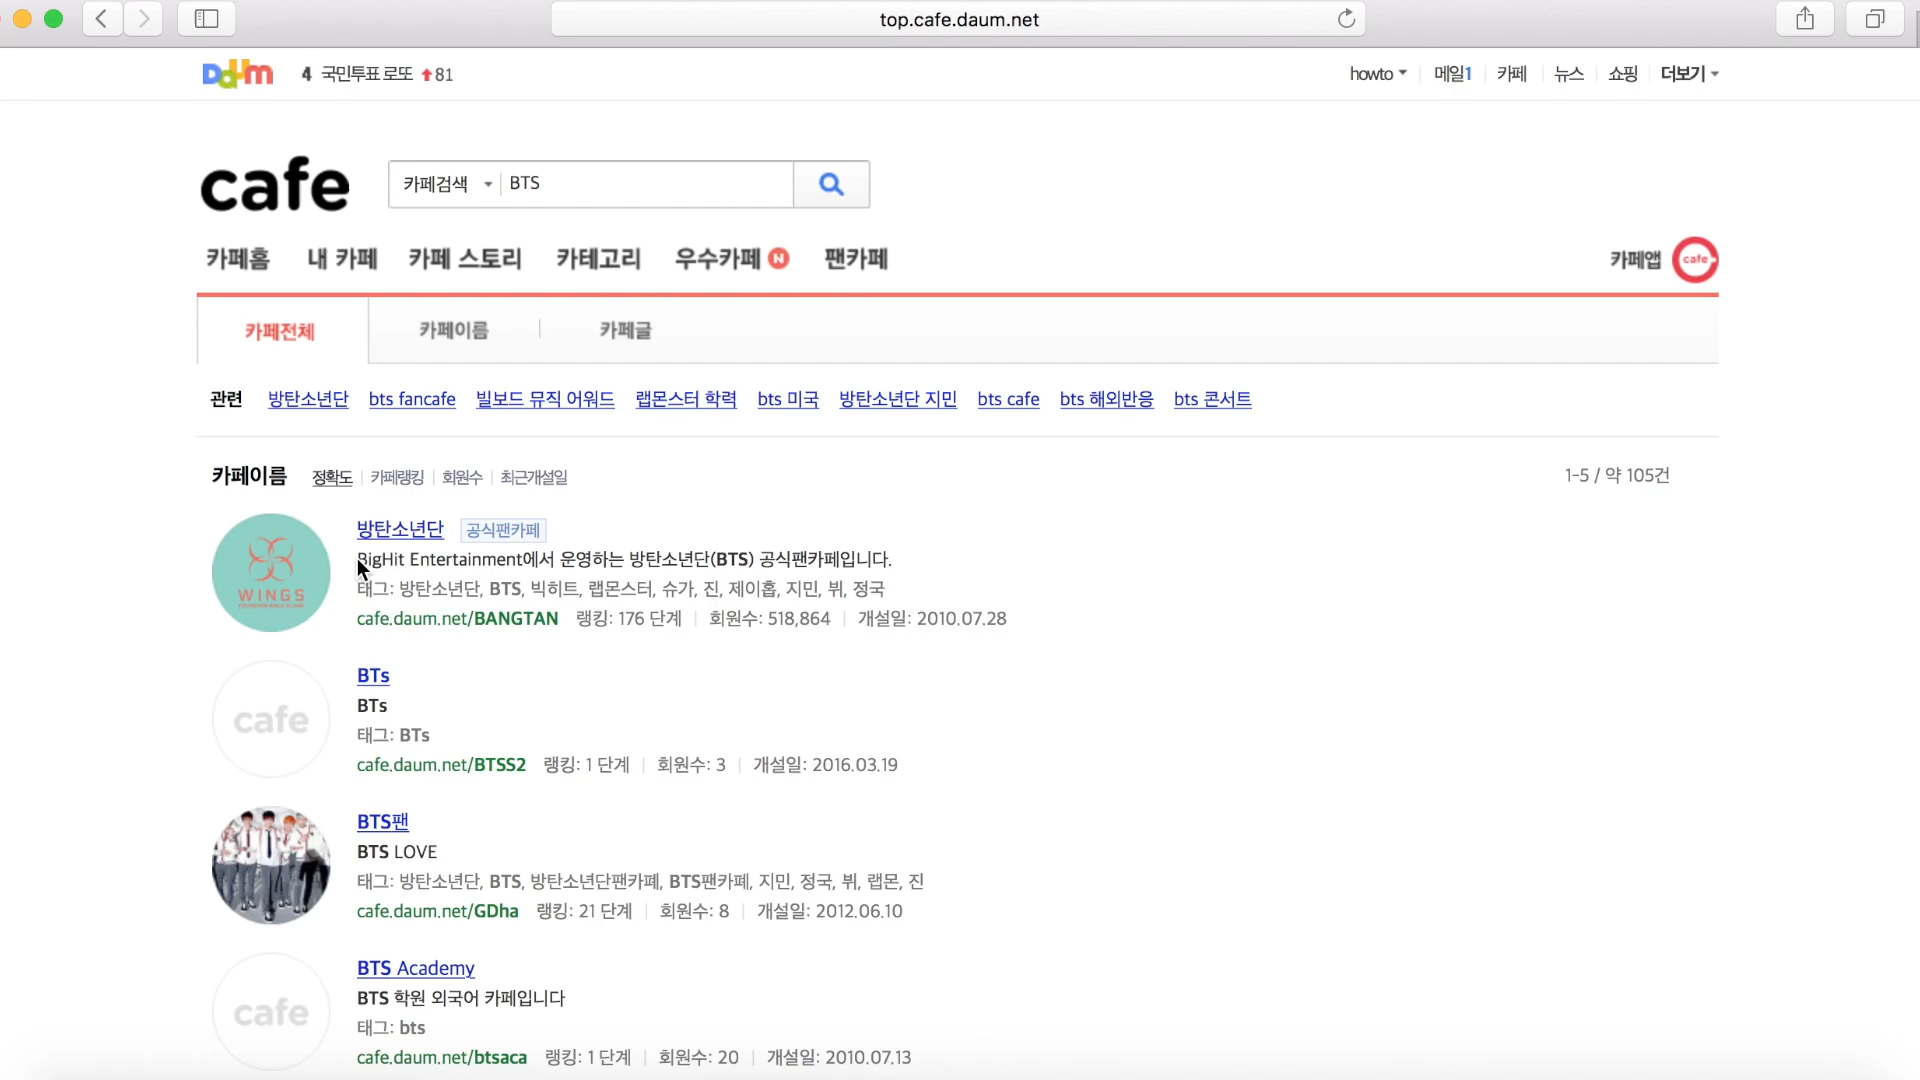 top.cafe.daum.net
Daum 4 국민투표 로또 81 howto 메일1 카페 뉴스 쇼핑 더보기
cafe 카페검색 BTS
카페홈 내 카페 카페 스토리 카테고리 우수카페 N 팬카페 카페앱 cafe
카페전체 카페이름 카페글
관련 방탄소년단 bts fancafe 빌보드 뮤직 어워드 랩몬스터 학력 bts 미국 방탄소년단 지민 bts cafe bts 해외반응 bts 콘서트
카페이름 정확도 카페랭킹 회원수 최근개설일 1-5 / 약 105건
WINGS
방탄소년단 공식팬카페
BigHit Entertainment에서 운영하는 방탄소년단(BTS) 공식팬카페입니다.
태그: 방탄소년단, BTS, 빅히트, 랩몬스터, 슈가, 진, 제이홉, 지민, 뷔, 정국
cafe.daum.net/BANGTAN 랭킹: 176 단계 회원수: 518,864 개설일: 2010.07.28
cafe
BTs
BTs
태그: BTs
cafe.daum.net/BTSS2 랭킹: 1 단계 회원수: 3 개설일: 2016.03.19
BTS팬
BTS LOVE
태그: 방탄소년단, BTS, 방탄소년단팬카폐, BTS팬카폐, 지민, 정국, 뷔, 랩몬, 진
cafe.daum.net/GDha 랭킹: 21 단계 회원수: 8 개설일: 2012.06.10
cafe
BTS Academy
BTS 학원 외국어 카페입니다
태그: bts
cafe.daum.net/btsaca 랭킹: 1 단계 회원수: 20 개설일: 2010.07.13